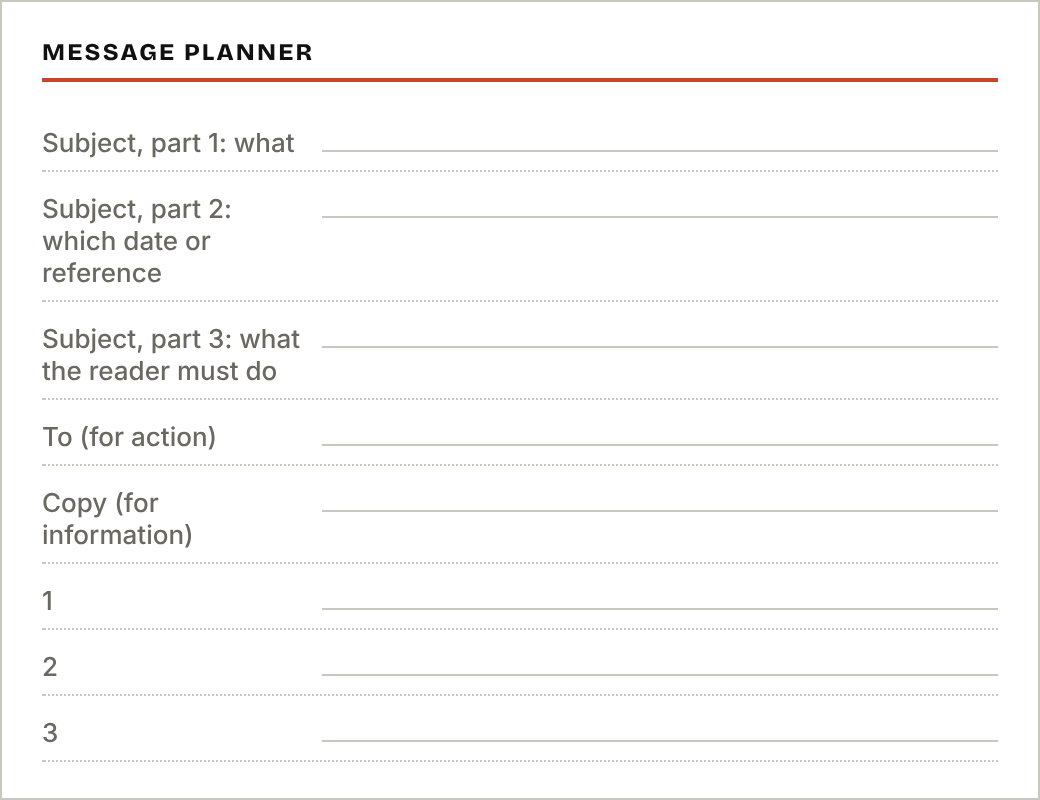 MESSAGE PLANNER
Subject, part 1: what
Subject, part 2:
which date or
reference
Subject, part 3: what
the reader must do
To (for action)
Copy (for
information)
1
2
3